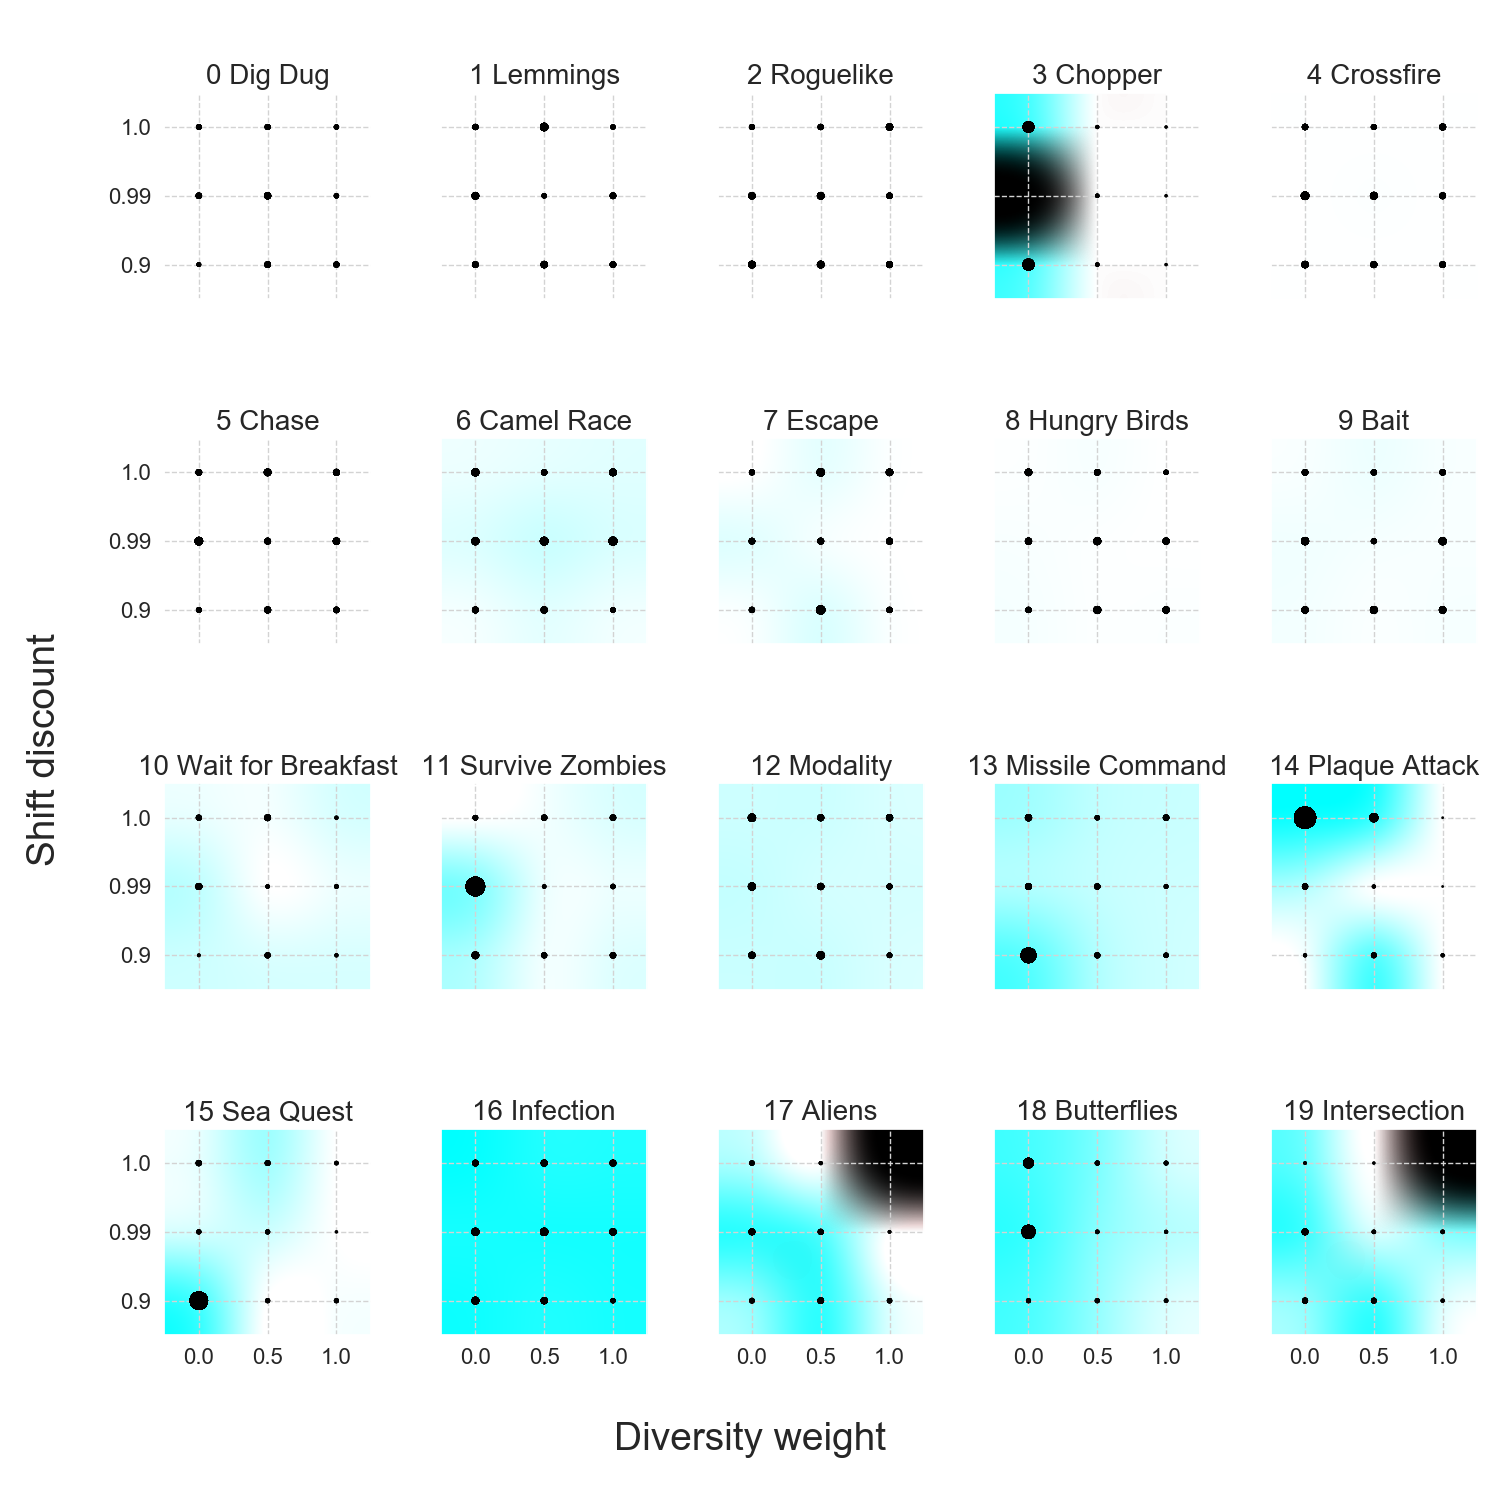 0 Dig Dug
1 Lemmings
2 Roguelike
3 Chopper
4 Crossfire
1.0
0.99
0.9
5 Chase
6 Camel Race
7 Escape
8 Hungry Birds
9 Bait
1.0
0.99
0.9
Shift discount
10 Wait for Breakfast
11 Survive Zombies
12 Modality
13 Missile Command
14 Plaque Attack
1.0
0.99
0.9
15 Sea Quest
16 Infection
17 Aliens
18 Butterflies
19 Intersection
1.0
0.99
0.9
0.0 0.5 1.0
0.0 0.5 1.0
0.0 0.5 1.0
0.0 0.5 1.0
0.0 0.5 1.0
Diversity weight